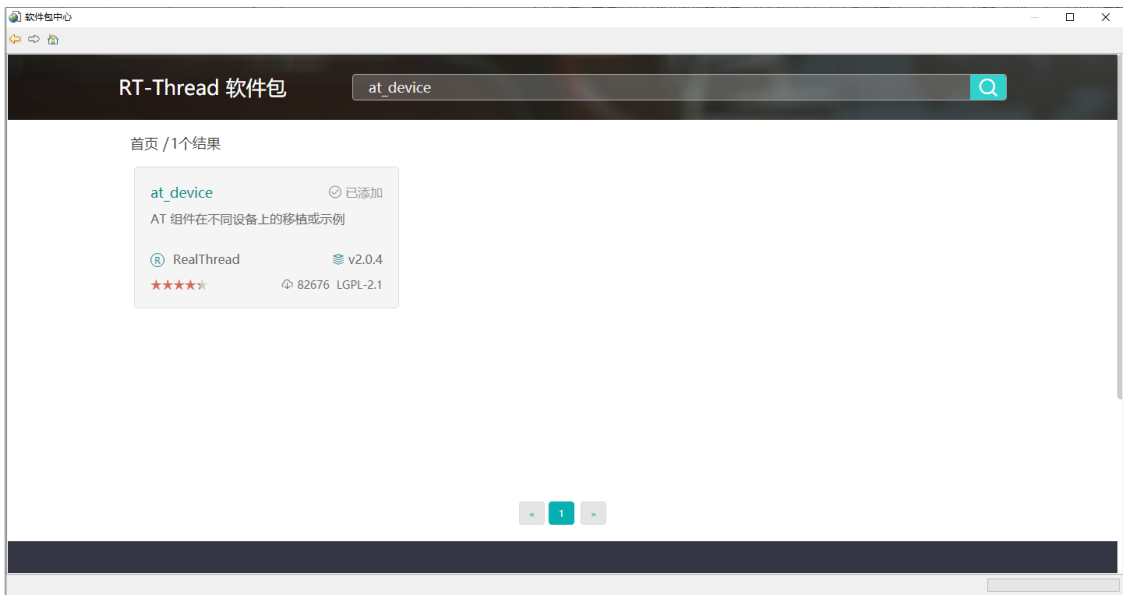 软件包中心
RT-Thread 软件包
at_device
首页 /1个结果
at_device 已添加
AT 组件在不同设备上的移植或示例
RealThread v2.0.4
82676 LGPL-2.1
« 1 »